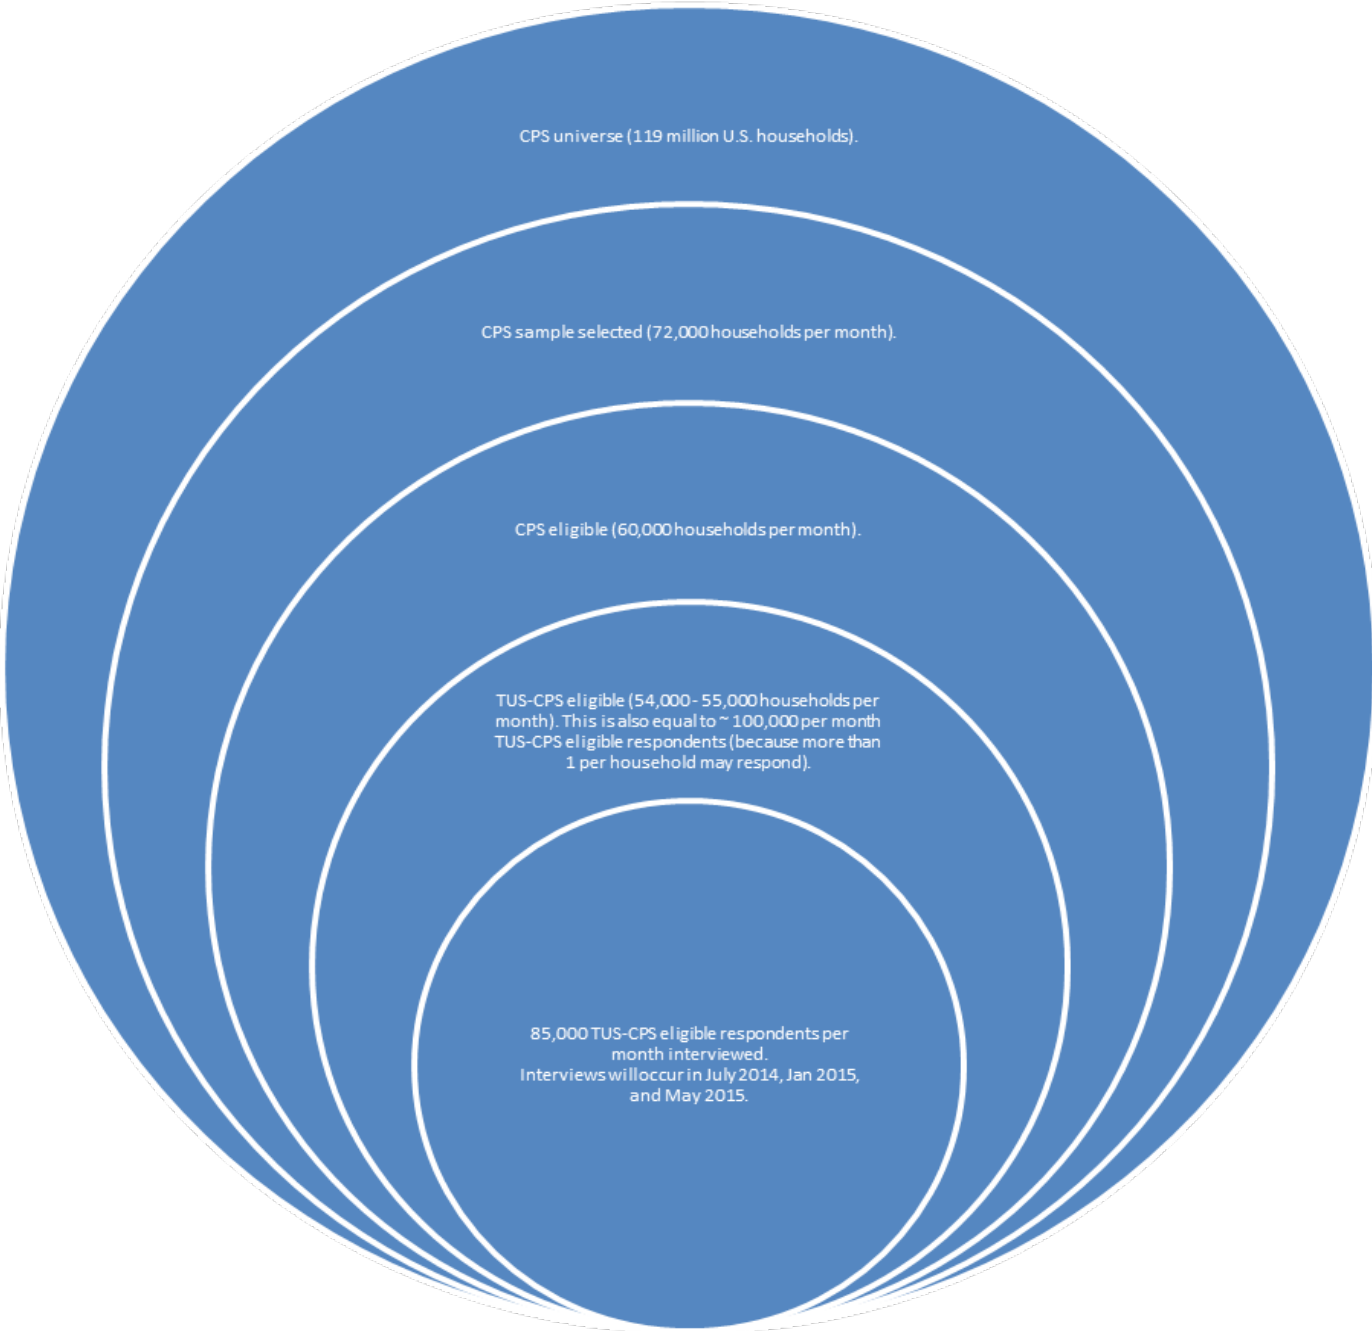 CPS universe (119 million U.S. households).
CPS sample selected (72,000 households per month).
CPS eligible (60,000 households per month).
TUS-CPS eligible (54,000 - 55,000 households per
month). This is also equal to ~ 100,000 per month
TUS-CPS eligible respondents (because more than
1 per household may respond).
85,000 TUS-CPS eligible respondents per
month interviewed.
Interviews will occur in July 2014, Jan 2015,
and May 2015.